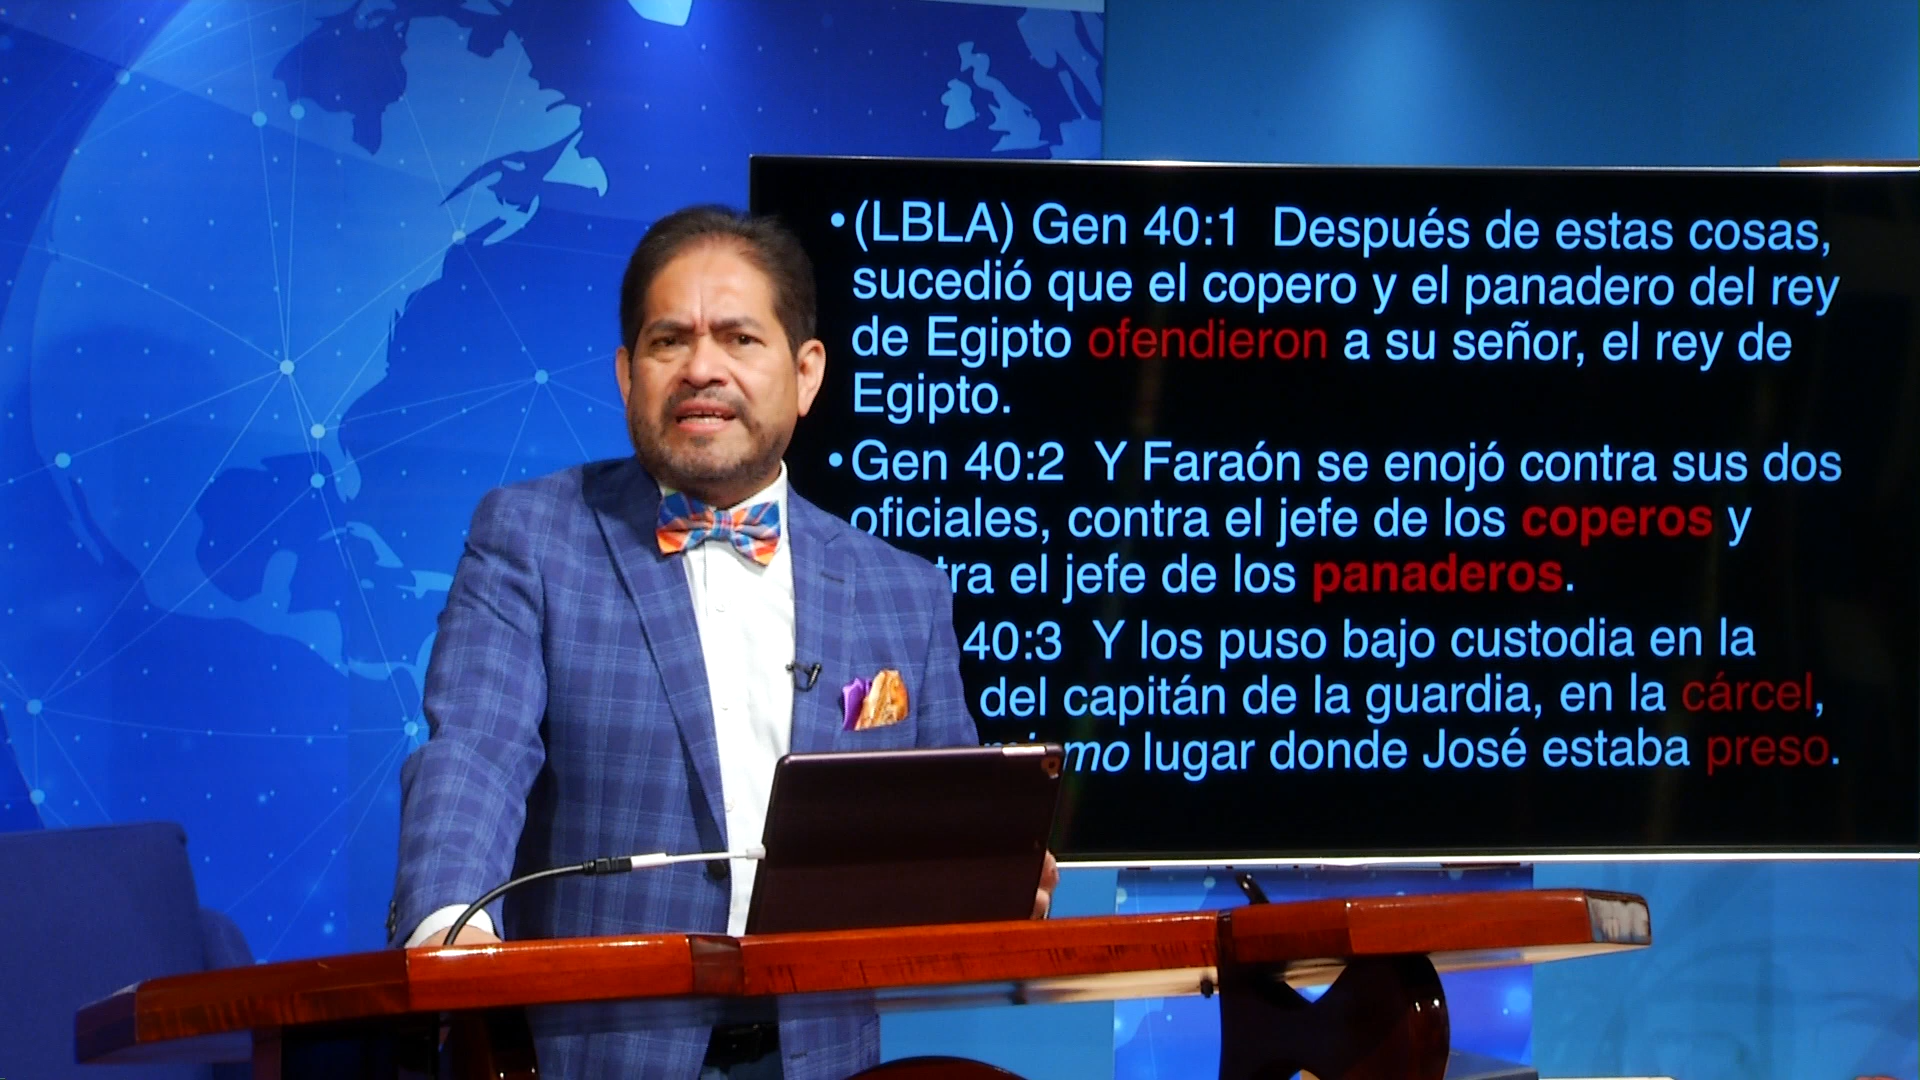 •(LBLA) Gen 40:1 Después de estas cosas,
sucedió que el copero y el panadero del rey
de Egipto ofendieron a su señor, el rey de
Egipto.
•Gen 40:2 Y Faraón se enojó contra sus dos
oficiales, contra el jefe de los coperos y
tra el jefe de los panaderos.
40:3 Y los puso bajo custodia en la
del capitán de la guardia, en la cárcel,
mismo lugar donde José estaba preso.